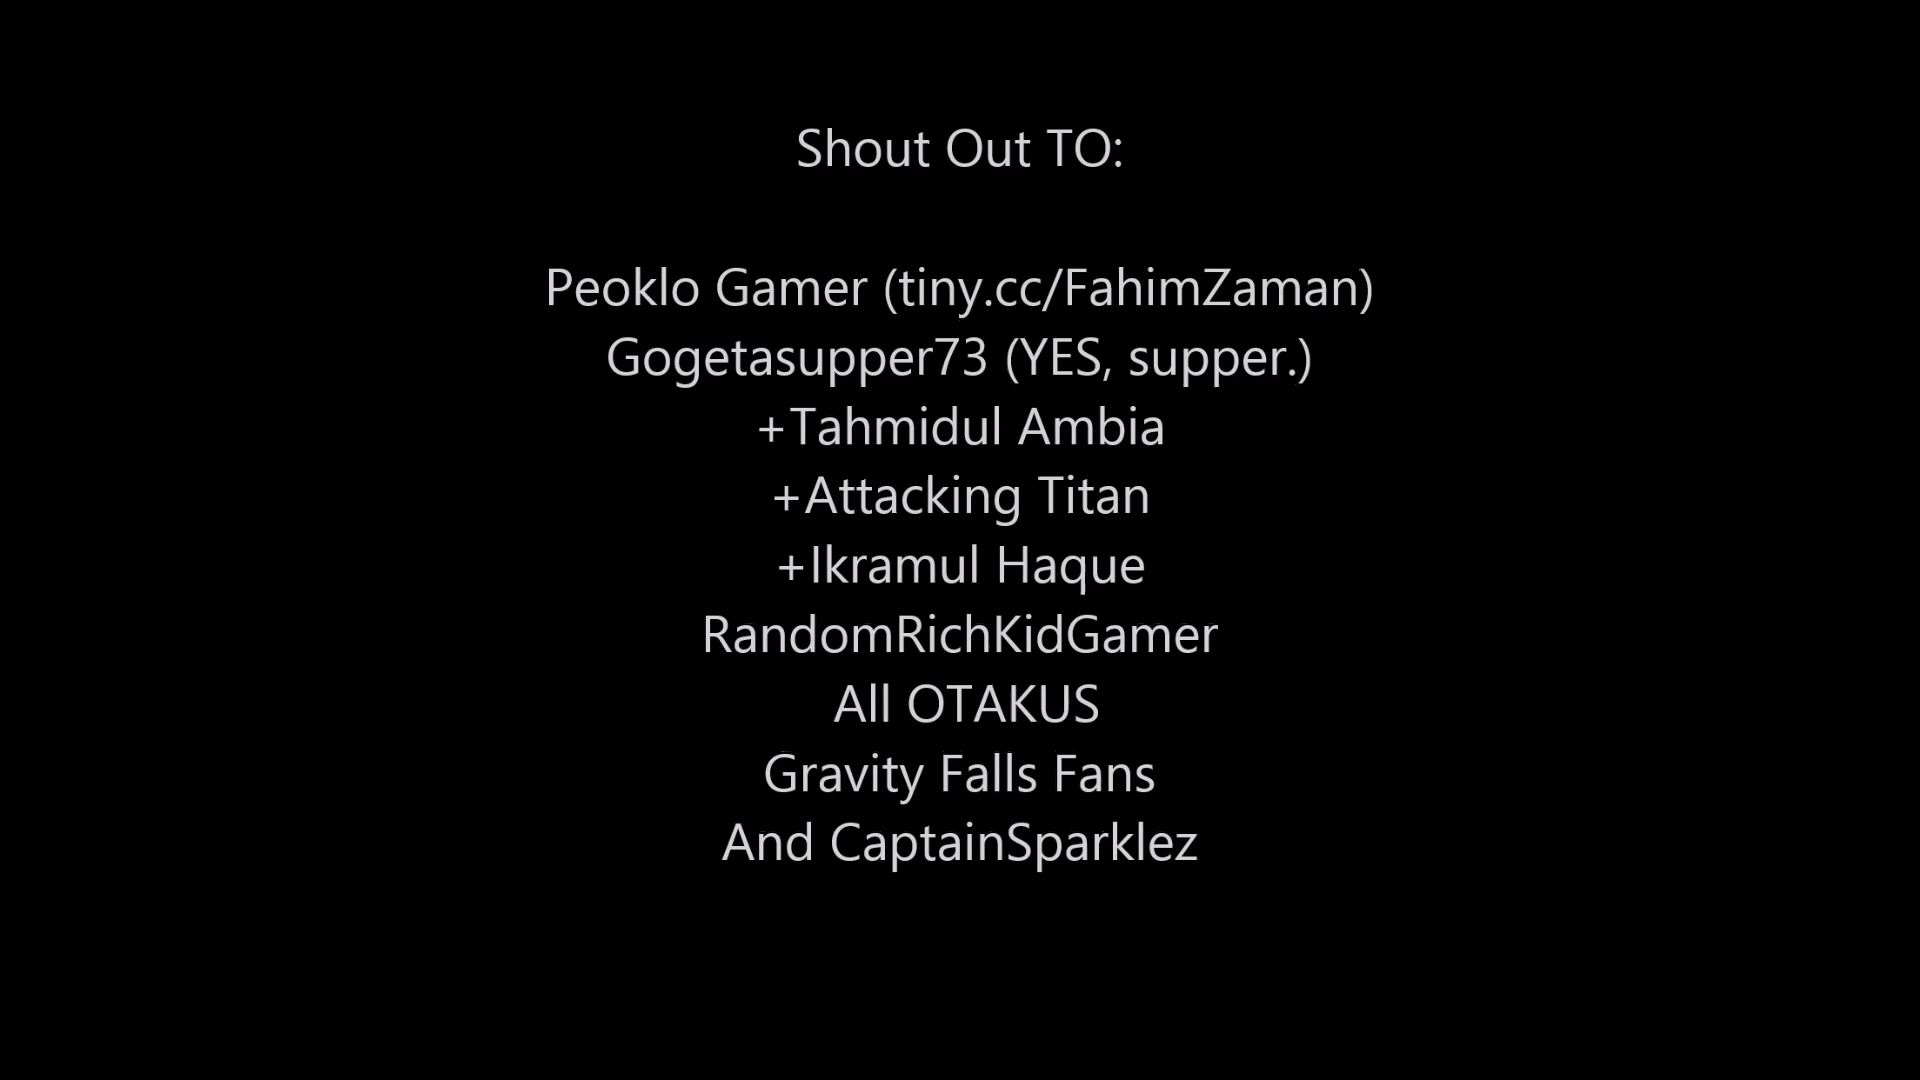 Shout Out TO:
Peoklo Gamer (tiny.cc/FahimZaman)
Gogetasupper73 (YES, supper.)
+Tahmidul Ambia
+Attacking Titan
+Ikramul Haque
RandomRichKidGamer
All OTAKUS
Gravity Falls Fans
And CaptainSparklez